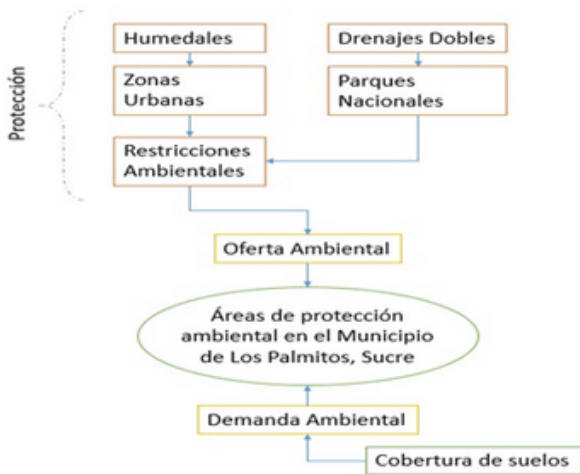 Protección
Humedales
Drenajes Dobles
Zonas
Urbanas
Parques
Nacionales
Restricciones
Ambientales
Oferta Ambiental
Áreas de protección
ambiental en el Municipio
de Los Palmitos, Sucre
Demanda Ambiental
Cobertura de suelos